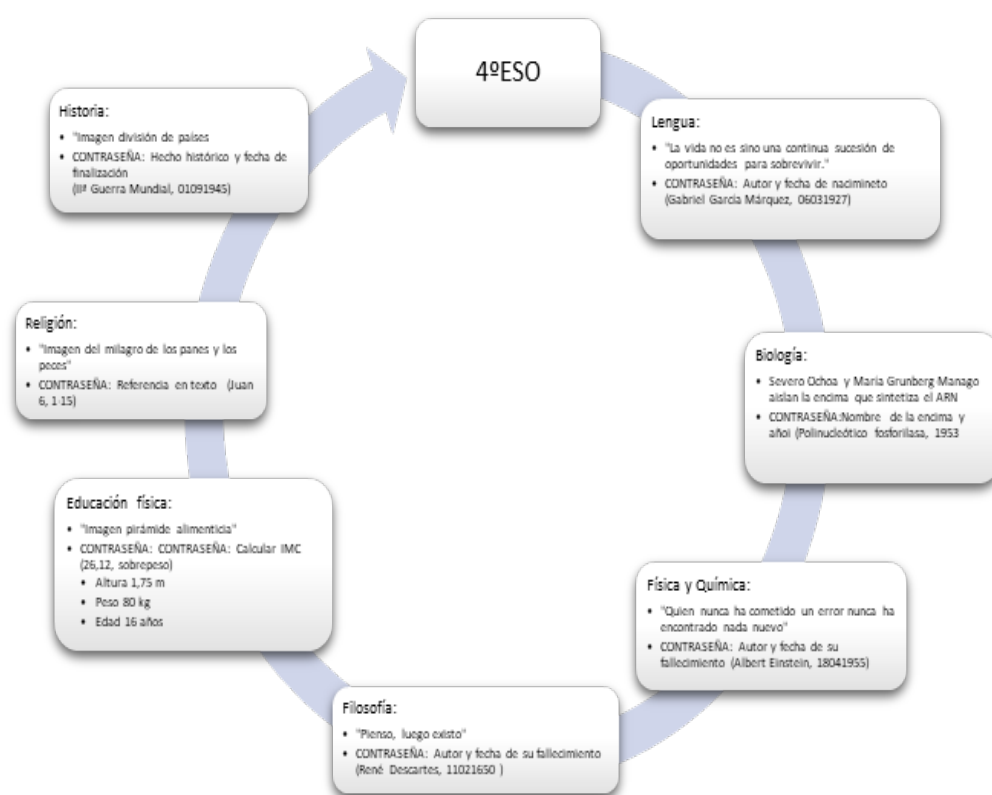 4ºESO
Lengua:
• "La vida no es sino una continua sucesión de
oportunidades para sobrevivir."
• CONTRASEÑA: Autor y fecha de nacimineto
(Gabriel García Márquez, 06031927)
Biología:
• Severo Ochoa y María Grunberg-Manago
aislan la encima que sintetiza el ARN
• CONTRASEÑA:Nombre de la encima y
añoi (Polinucleótico fosforilasa, 1953
Física y Química:
• "Quien nunca ha cometido un error nunca ha
encontrado nada nuevo"
• CONTRASEÑA: Autor y fecha de su
fallecimiento (Albert Einstein, 18041955)
Filosofía:
• "Pienso, luego existo"
• CONTRASEÑA: Autor y fecha de su fallecimiento
(René Descartes, 11021650 )
Educación física:
• "Imagen pirámide alimenticia"
• CONTRASEÑA: CONTRASEÑA: Calcular IMC
(26,12, sobrepeso)
• Altura 1,75 m
• Peso 80 kg
• Edad 16 años
Religión:
• "Imagen del milagro de los panes y los
peces"
• CONTRASEÑA: Referencia en texto (Juan
6, 1-15)
Historia:
• "Imagen división de países
• CONTRASEÑA: Hecho histórico y fecha de
finalización
(IIª Guerra Mundial, 01091945)